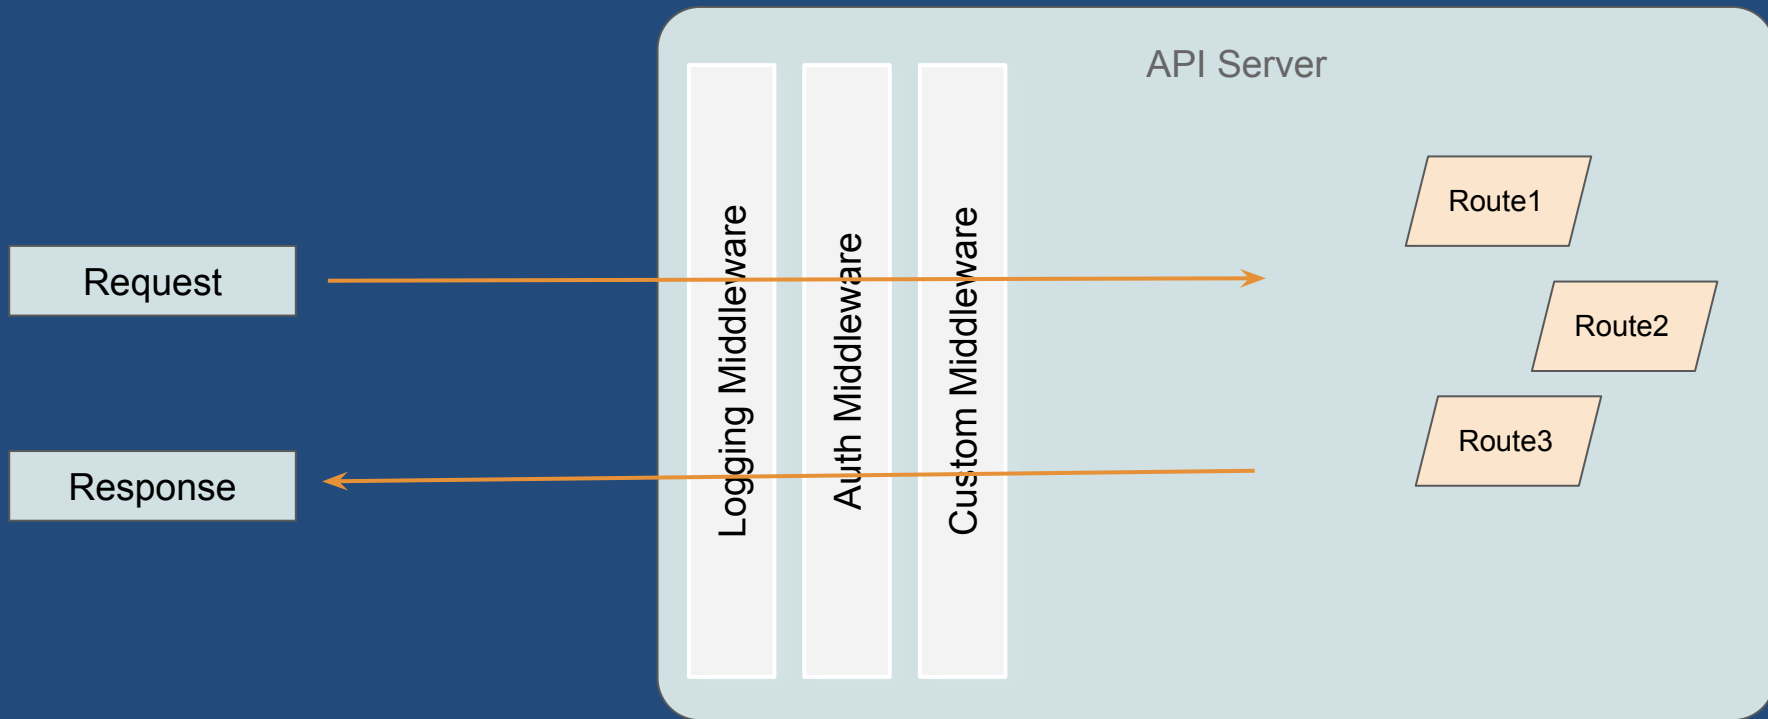 API Server
Request
Response
Logging Middleware
Auth Middleware
Custom Middleware
Route1
Route2
Route3